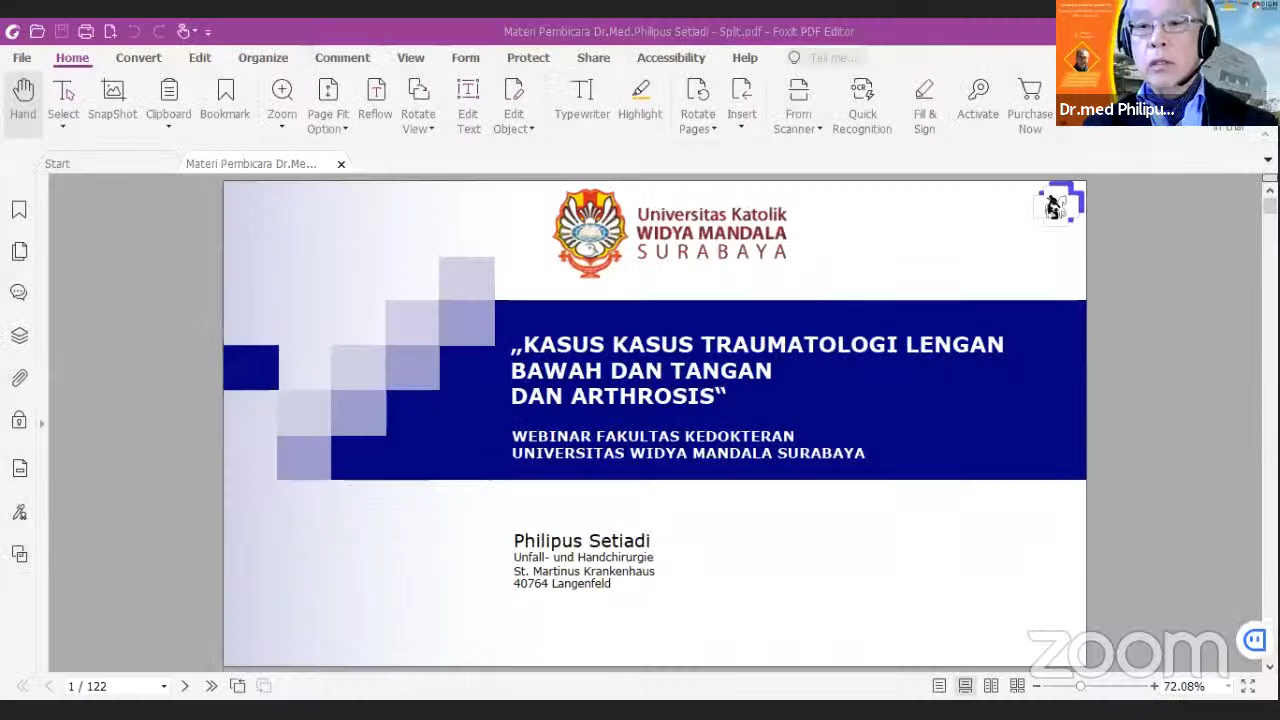 Materi Pembicara Dr.Med.Philipus Setiadi - Split.pdf - Foxit PDF Editor
File Home Convert Edit Organize Comment View Form Protect Share Accessibility Help Tell me...
Hand Select SnapShot Clipboard Bookmark Zoom Page Fit Option Reflow Rotate View Edit Text Edit Object Typewriter Highlight Rotate Pages Insert From Scanner OCR Quick Recognition Fill & Sign Activate Purchase Now
Dr.med Philipu...
Start Materi Pembicara Dr.Me...
Universitas Katolik
WIDYA MANDALA
SURABAYA
„KASUS KASUS TRAUMATOLOGI LENGAN
BAWAH DAN TANGAN
DAN ARTHROSIS“
WEBINAR FAKULTAS KEDOKTERAN
UNIVERSITAS WIDYA MANDALA SURABAYA
Philipus Setiadi
Unfall- und Handchirurgie
St. Martinus Krankenhaus
40764 Langenfeld
zoom
1 / 122 72.08%